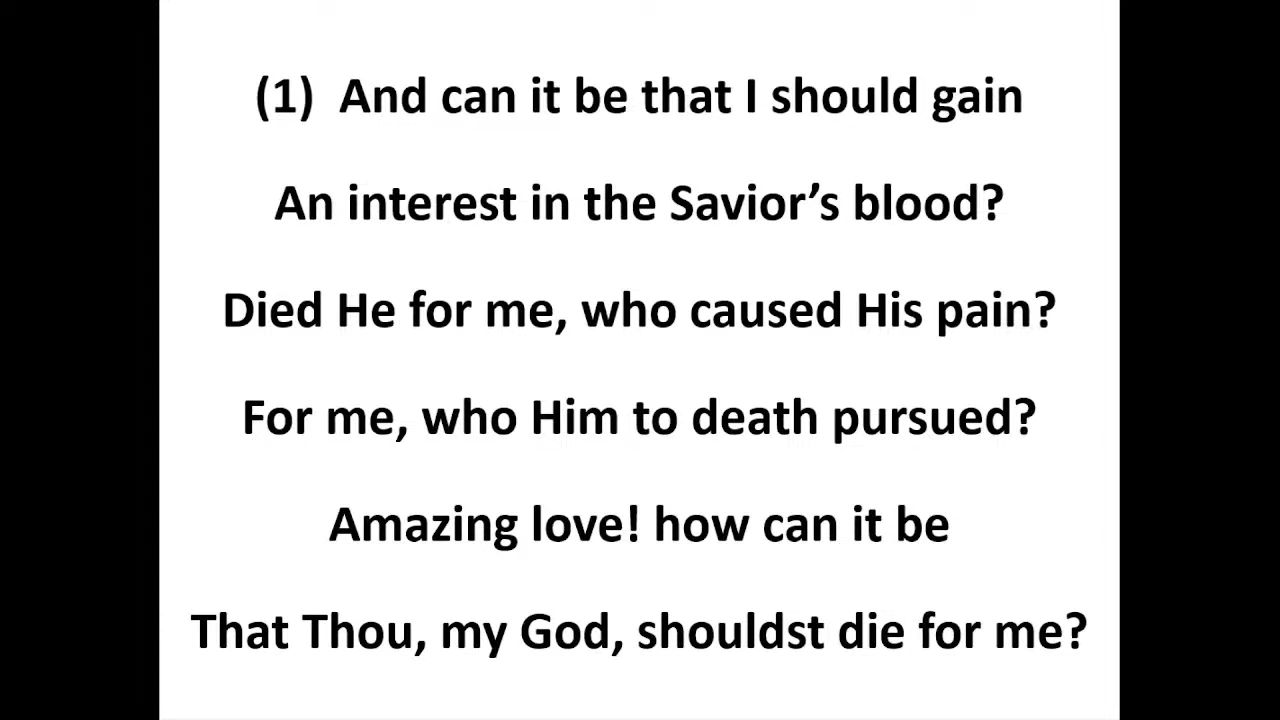 (1)  And can it be that I should gain
An interest in the Savior’s blood?
Died He for me, who caused His pain?
For me, who Him to death pursued?
Amazing love! how can it be
That Thou, my God, shouldst die for me?